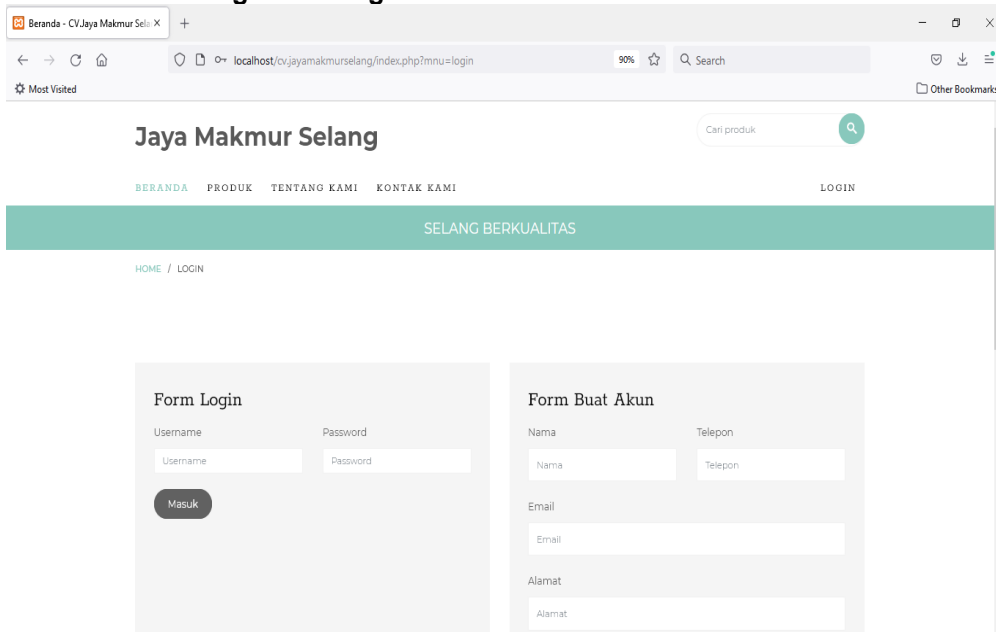 Beranda - CV.Jaya Makmur Sela
localhost/cv.jayamakmurselang/index.php?mnu=login
90%
Search
Most Visited
Other Bookmarks
Jaya Makmur Selang
Cari produk
BERANDA PRODUK TENTANG KAMI KONTAK KAMI LOGIN
SELANG BERKUALITAS
HOME / LOGIN
Form Login
Username Password
Username Password
Masuk
Form Buat Akun
Nama Telepon
Nama Telepon
Email
Email
Alamat
Alamat